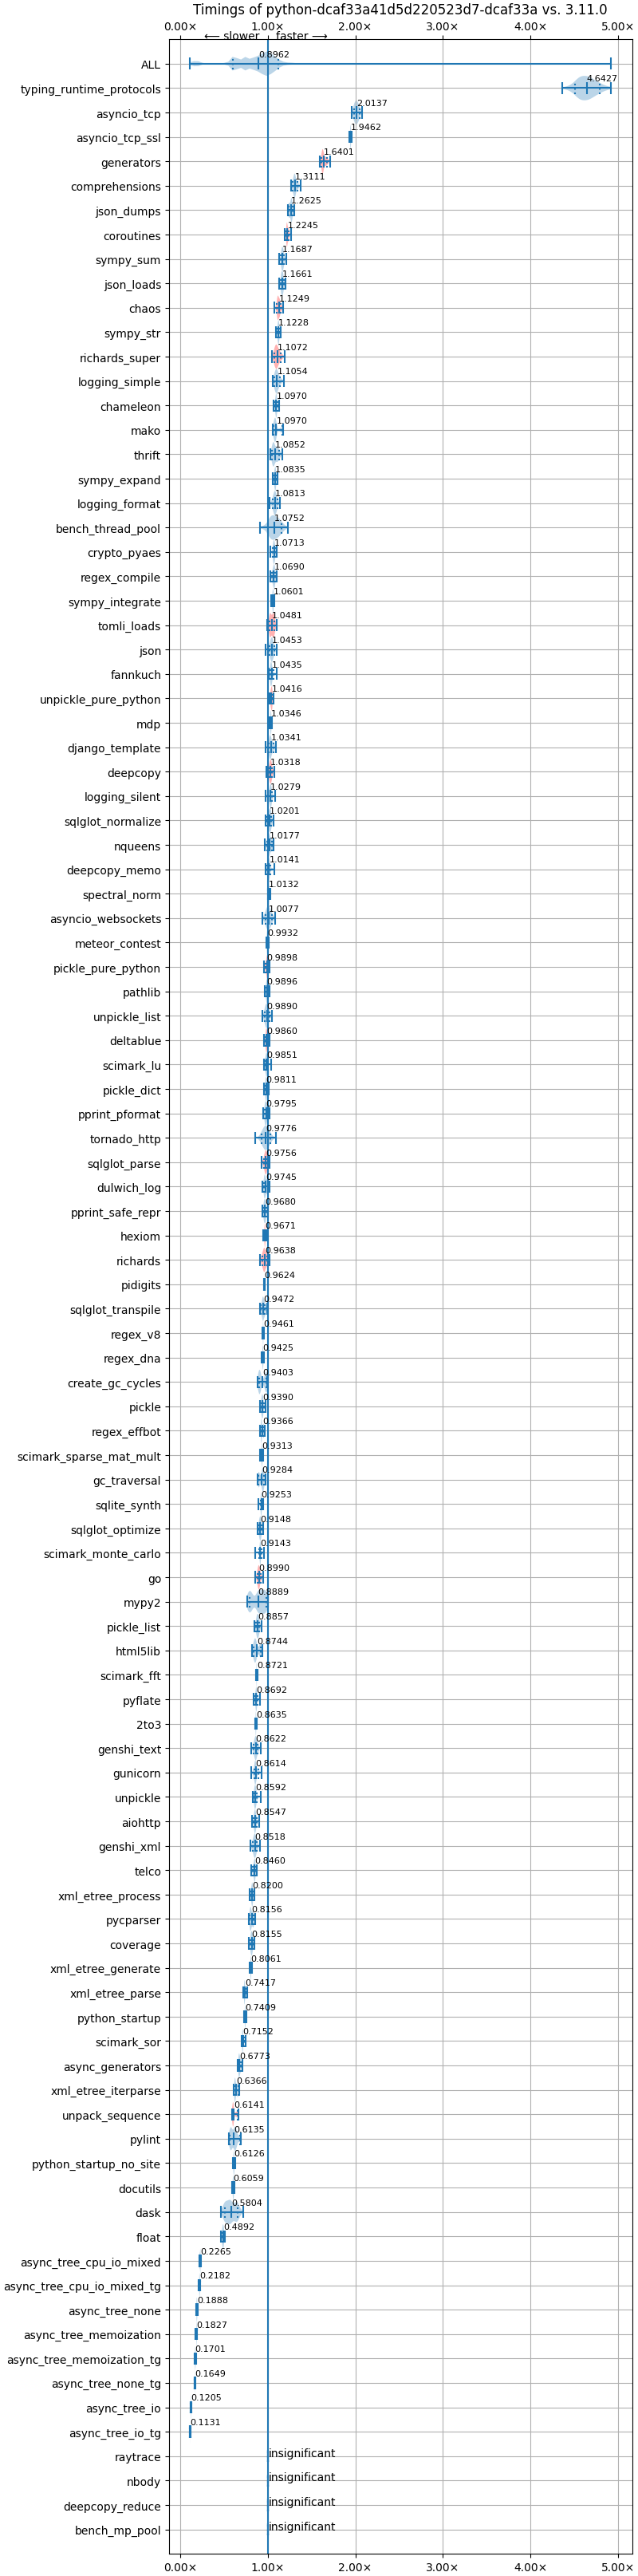 Timings of python-dcaf33a41d5d220523d7-dcaf33a vs. 3.11.0
0.00× 1.00× 2.00× 3.00× 4.00× 5.00×
⟵ slower faster ⟶
ALL 0.8962
typing_runtime_protocols 4.6427
asyncio_tcp 2.0137
asyncio_tcp_ssl 1.9462
generators 1.6401
comprehensions 1.3111
json_dumps 1.2625
coroutines 1.2245
sympy_sum 1.1687
json_loads 1.1661
chaos 1.1249
sympy_str 1.1228
richards_super 1.1072
logging_simple 1.1054
chameleon 1.0970
mako 1.0970
thrift 1.0852
sympy_expand 1.0835
logging_format 1.0813
bench_thread_pool 1.0752
crypto_pyaes 1.0713
regex_compile 1.0690
sympy_integrate 1.0601
tomli_loads 1.0481
json 1.0453
fannkuch 1.0435
unpickle_pure_python 1.0416
mdp 1.0346
django_template 1.0341
deepcopy 1.0318
logging_silent 1.0279
sqlglot_normalize 1.0201
nqueens 1.0177
deepcopy_memo 1.0141
spectral_norm 1.0132
asyncio_websockets 1.0077
meteor_contest 0.9932
pickle_pure_python 0.9898
pathlib 0.9896
unpickle_list 0.9890
deltablue 0.9860
scimark_lu 0.9851
pickle_dict 0.9811
pprint_pformat 0.9795
tornado_http 0.9776
sqlglot_parse 0.9756
dulwich_log 0.9745
pprint_safe_repr 0.9680
hexiom 0.9671
richards 0.9638
pidigits 0.9624
sqlglot_transpile 0.9472
regex_v8 0.9461
regex_dna 0.9425
create_gc_cycles 0.9403
pickle 0.9390
regex_effbot 0.9366
scimark_sparse_mat_mult 0.9313
gc_traversal 0.9284
sqlite_synth 0.9253
sqlglot_optimize 0.9148
scimark_monte_carlo 0.9143
go 0.8990
mypy2 0.8889
pickle_list 0.8857
html5lib 0.8744
scimark_fft 0.8721
pyflate 0.8692
2to3 0.8635
genshi_text 0.8622
gunicorn 0.8614
unpickle 0.8592
aiohttp 0.8547
genshi_xml 0.8518
telco 0.8460
xml_etree_process 0.8200
pycparser 0.8156
coverage 0.8155
xml_etree_generate 0.8061
xml_etree_parse 0.7417
python_startup 0.7409
scimark_sor 0.7152
async_generators 0.6773
xml_etree_iterparse 0.6366
unpack_sequence 0.6141
pylint 0.6135
python_startup_no_site 0.6126
docutils 0.6059
dask 0.5804
float 0.4892
async_tree_cpu_io_mixed 0.2265
async_tree_cpu_io_mixed_tg 0.2182
async_tree_none 0.1888
async_tree_memoization 0.1827
async_tree_memoization_tg 0.1701
async_tree_none_tg 0.1649
async_tree_io 0.1205
async_tree_io_tg 0.1131
raytrace insignificant
nbody insignificant
deepcopy_reduce insignificant
bench_mp_pool insignificant
0.00× 1.00× 2.00× 3.00× 4.00× 5.00×